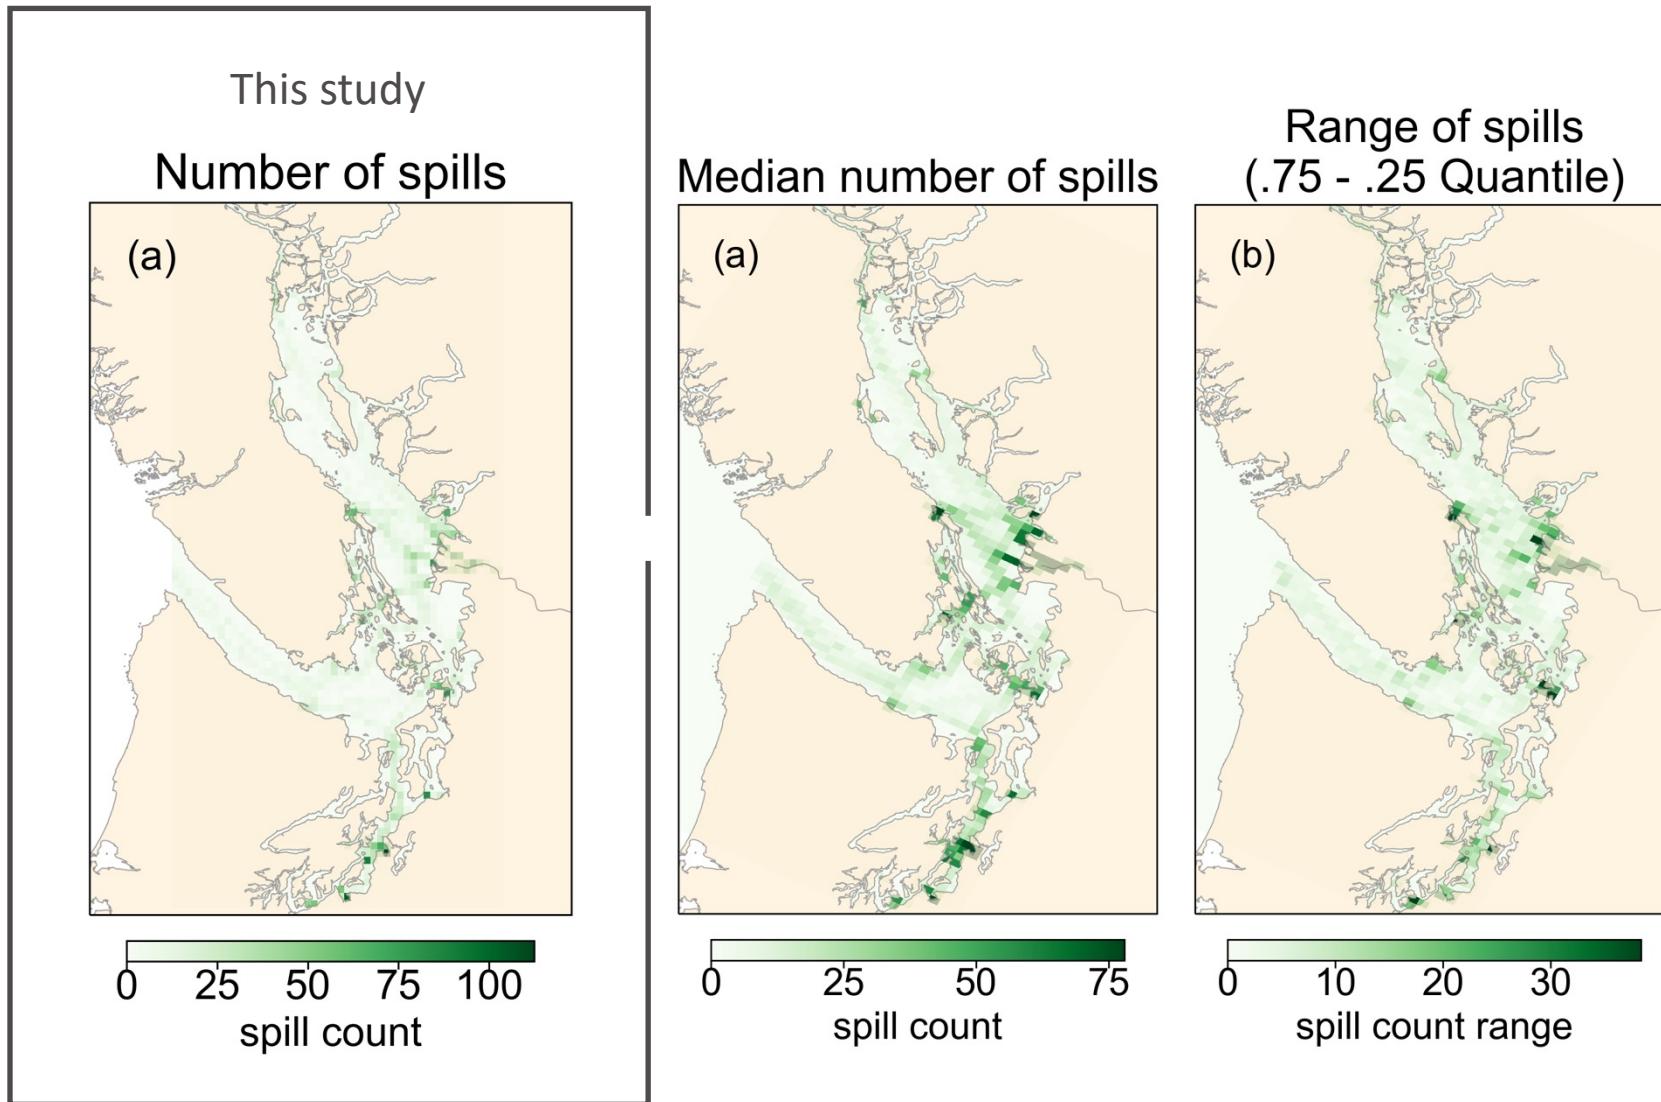 This study
Number of spills
(a)
0 25 50 75 100
spill count
Median number of spills
(a)
0 25 50 75
spill count
Range of spills
(.75 - .25 Quantile)
(b)
0 10 20 30
spill count range